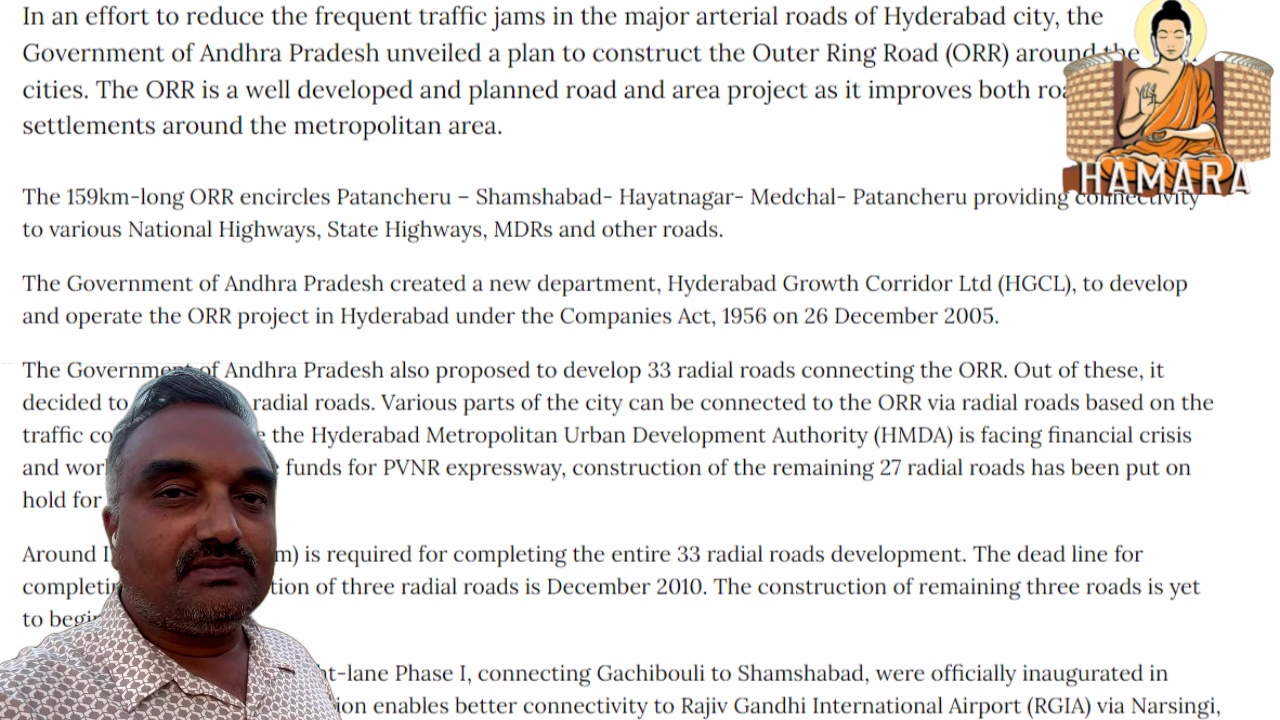 In an effort to reduce the frequent traffic jams in the major arterial roads of Hyderabad city, the
Government of Andhra Pradesh unveiled a plan to construct the Outer Ring Road (ORR) around the
cities. The ORR is a well developed and planned road and area project as it improves both
settlements around the metropolitan area.
The 159km-long ORR encircles Patancheru – Shamshabad- Hayatnagar- Medchal- Patancheru providing connectivity
to various National Highways, State Highways, MDRs and other roads.
The Government of Andhra Pradesh created a new department, Hyderabad Growth Corridor Ltd (HGCL), to develop
and operate the ORR project in Hyderabad under the Companies Act, 1956 on 26 December 2005.
The Government of Andhra Pradesh also proposed to develop 33 radial roads connecting the ORR. Out of these, it
decided to radial roads. Various parts of the city can be connected to the ORR via radial roads based on the
traffic the Hyderabad Metropolitan Urban Development Authority (HMDA) is facing financial crisis
and funds for PVNR expressway, construction of the remaining 27 radial roads has been put on
hold for
Around is required for completing the entire 33 radial roads development. The dead line for
of three radial roads is December 2010. The construction of remaining three roads is yet
to
-lane Phase I, connecting Gachibouli to Shamshabad, were officially inaugurated in
enables better connectivity to Rajiv Gandhi International Airport (RGIA) via Narsingi,
HAMARA